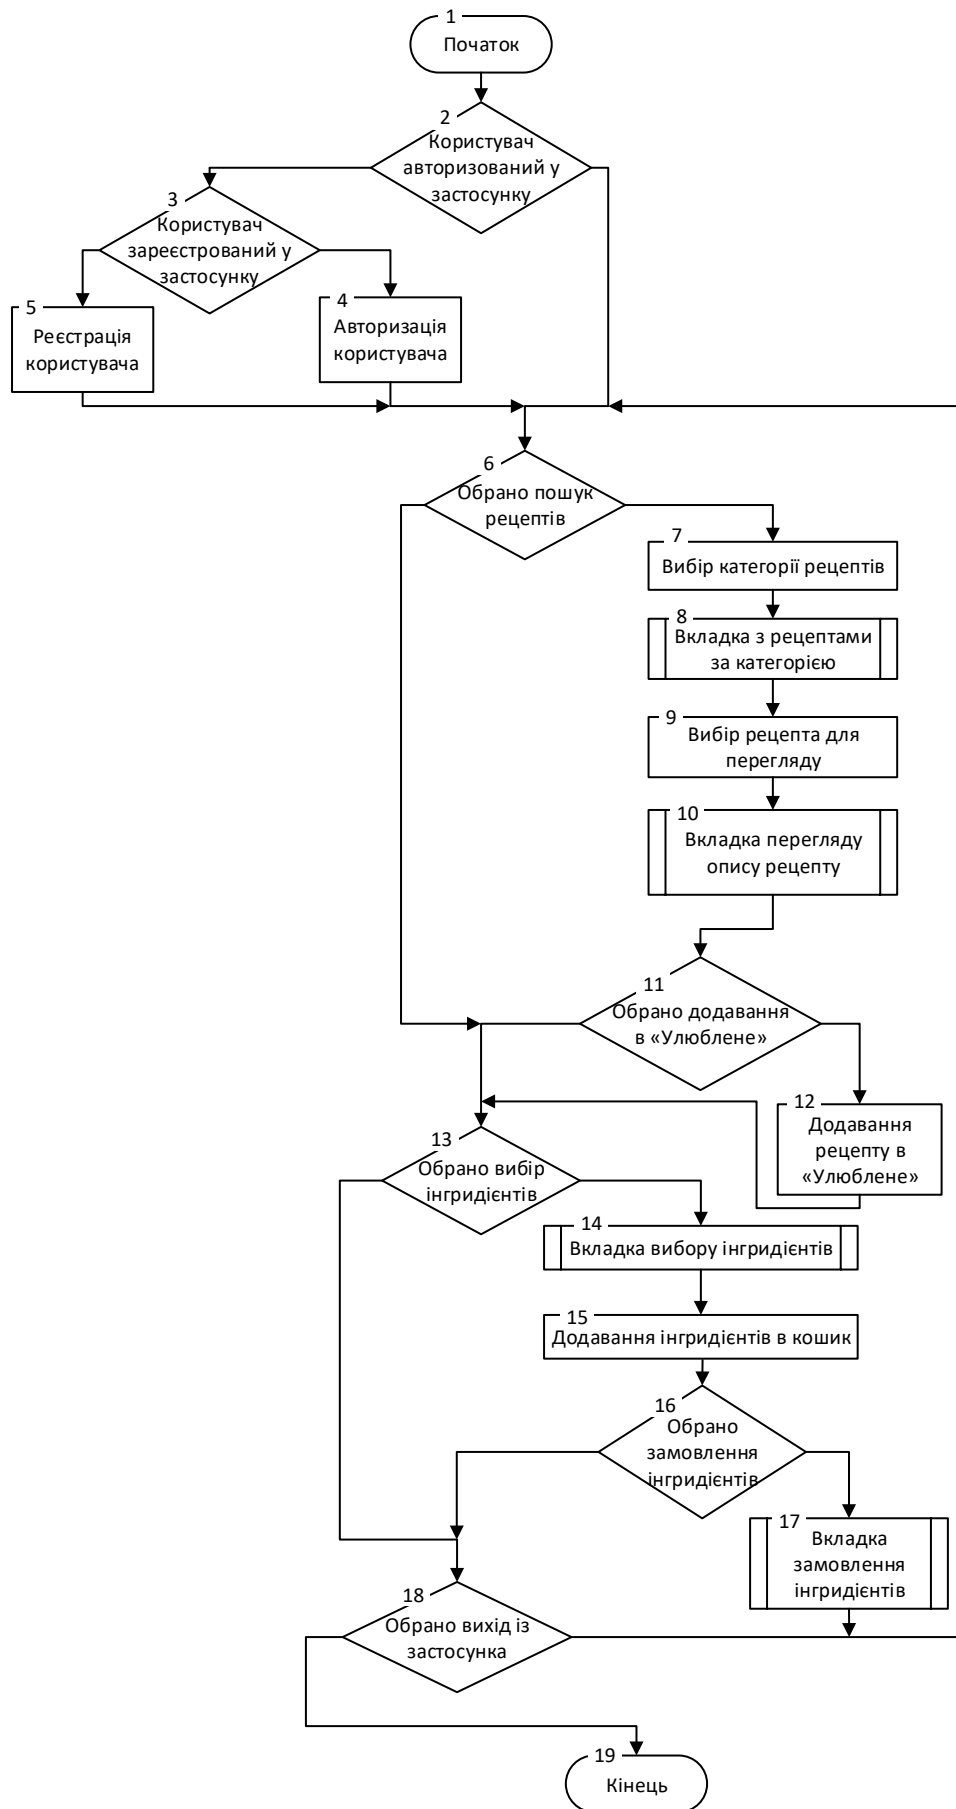 1
Початок
2
Користувач
авторизований у
застосунку
3
Користувач
зареєстрований у
застосунку
5
Реєстрація
користувача
4
Авторизація
користувача
6
Обрано пошук
рецептів
7
Вибір категорії рецептів
8
Вкладка з рецептами
за категорією
9
Вибір рецепта для
перегляду
10
Вкладка перегляду
опису рецепту
11
Обрано додавання
в «Улюблене»
12
Додавання
рецепту в
«Улюблене»
13
Обрано вибір
інгридієнтів
14
Вкладка вибору інгридієнтів
15
Додавання інгридієнтів в кошик
16
Обрано
замовлення
інгридієнтів
17
Вкладка
замовлення
інгридієнтів
18
Обрано вихід із
застосунка
19
Кінець